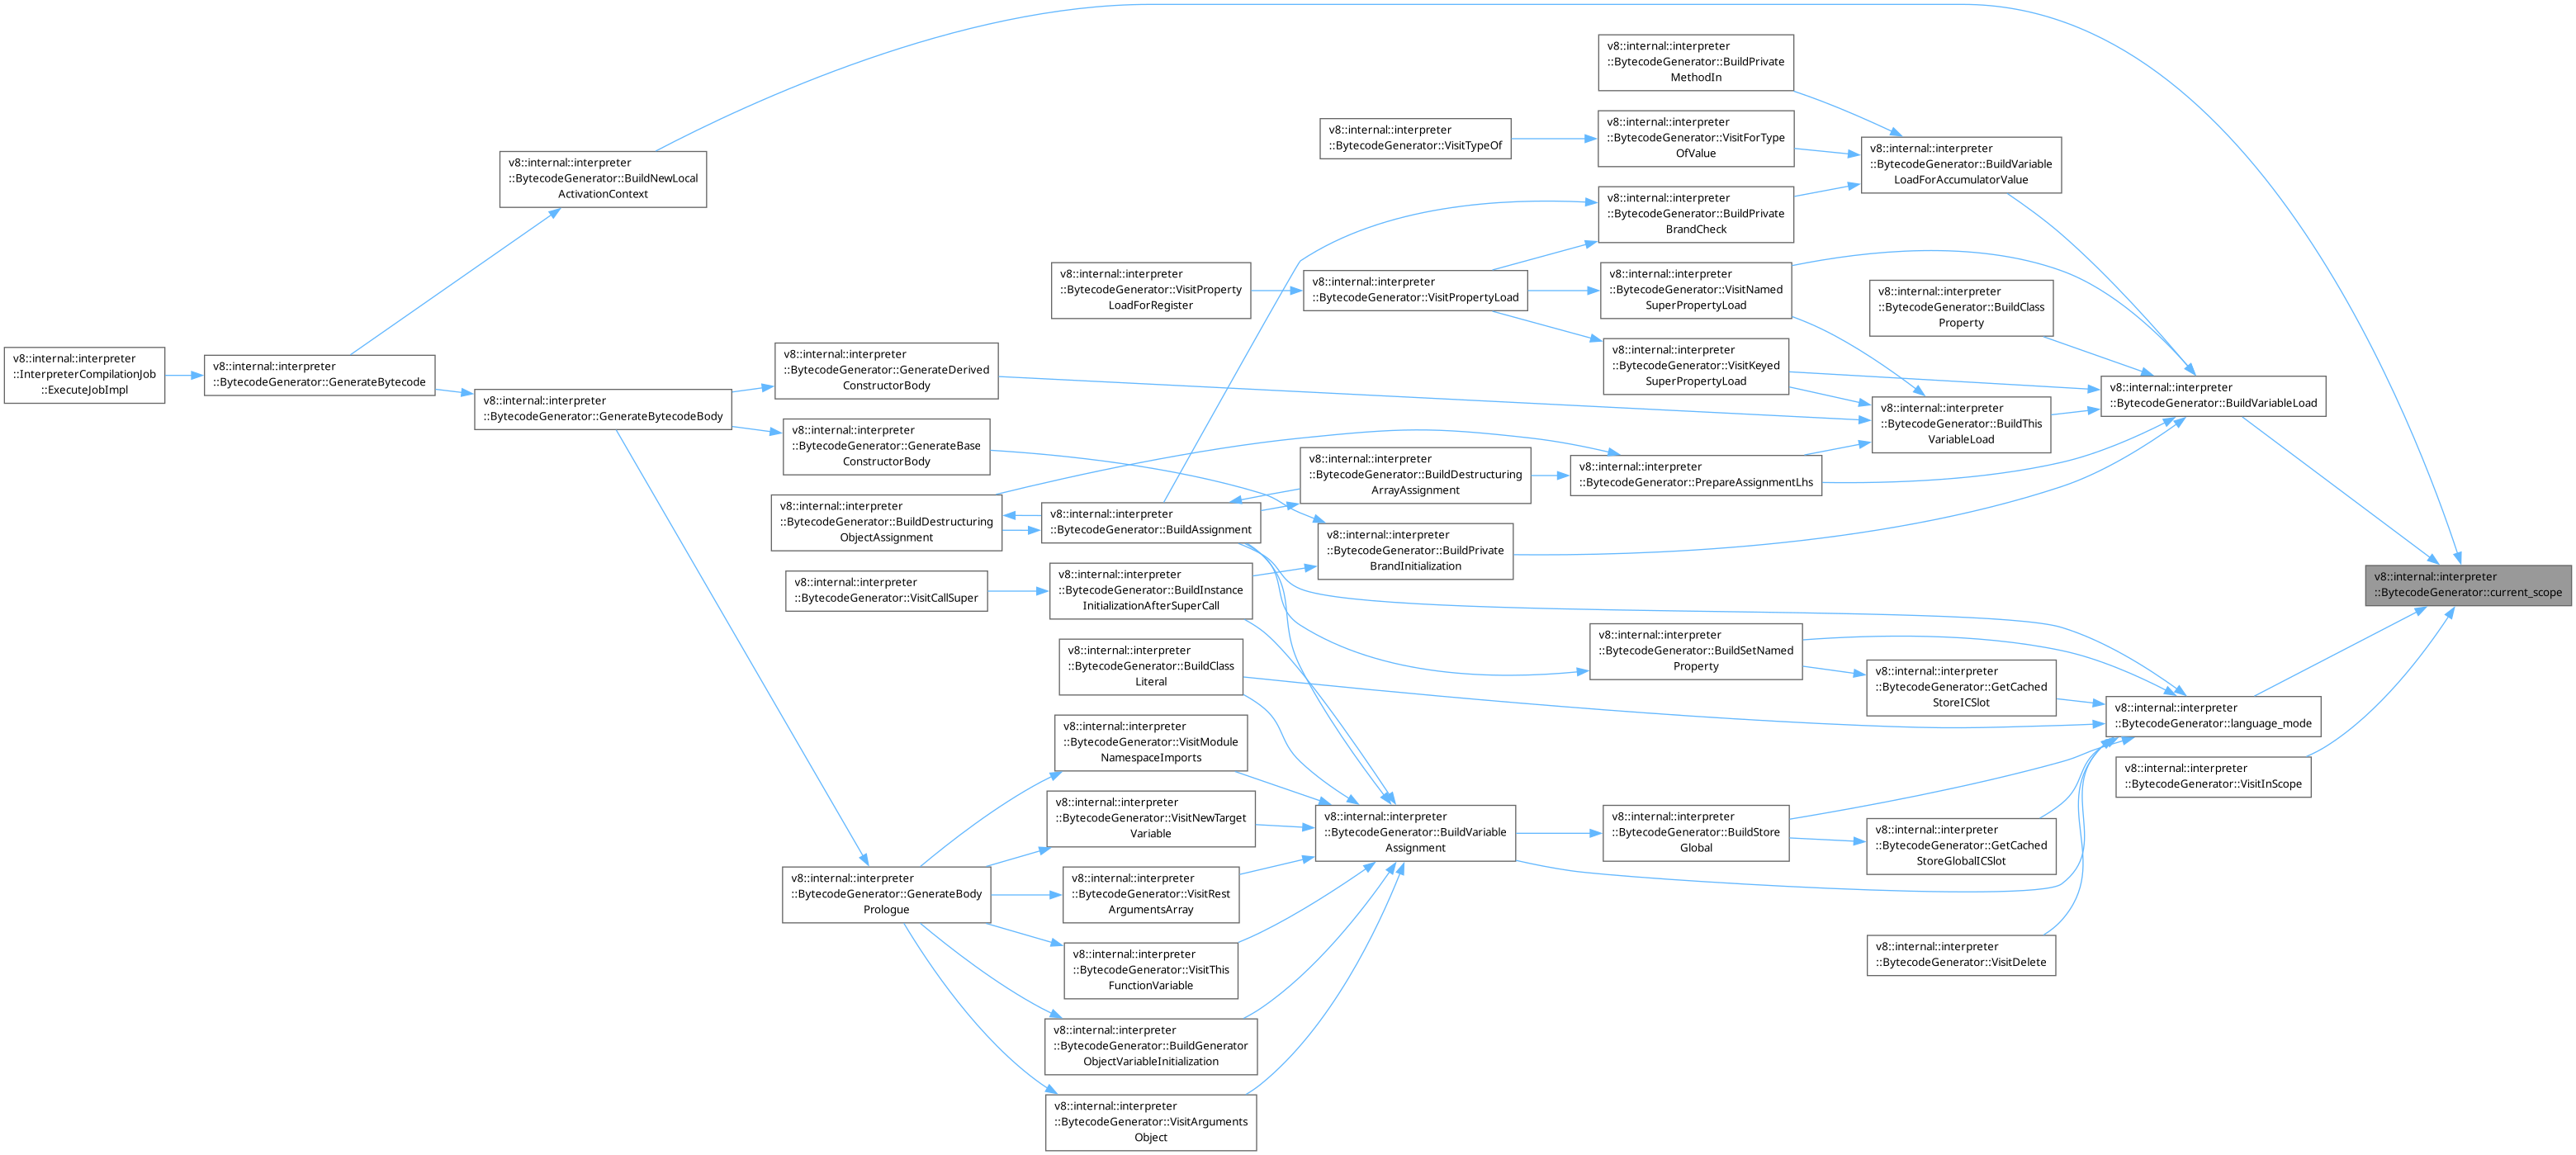 v8::internal::interpreter
::BytecodeGenerator::BuildPrivate
MethodIn
v8::internal::interpreter
::BytecodeGenerator::VisitTypeOf
v8::internal::interpreter
::BytecodeGenerator::VisitForType
OfValue
v8::internal::interpreter
::BytecodeGenerator::BuildVariable
LoadForAccumulatorValue
v8::internal::interpreter
::BytecodeGenerator::BuildNewLocal
ActivationContext
v8::internal::interpreter
::BytecodeGenerator::BuildPrivate
BrandCheck
v8::internal::interpreter
::BytecodeGenerator::VisitProperty
LoadForRegister
v8::internal::interpreter
::BytecodeGenerator::VisitPropertyLoad
v8::internal::interpreter
::BytecodeGenerator::VisitNamed
SuperPropertyLoad
v8::internal::interpreter
::BytecodeGenerator::BuildClass
Property
v8::internal::interpreter
::InterpreterCompilationJob
::ExecuteJobImpl
v8::internal::interpreter
::BytecodeGenerator::GenerateBytecode
v8::internal::interpreter
::BytecodeGenerator::GenerateBytecodeBody
v8::internal::interpreter
::BytecodeGenerator::GenerateDerived
ConstructorBody
v8::internal::interpreter
::BytecodeGenerator::VisitKeyed
SuperPropertyLoad
v8::internal::interpreter
::BytecodeGenerator::BuildVariableLoad
v8::internal::interpreter
::BytecodeGenerator::BuildThis
VariableLoad
v8::internal::interpreter
::BytecodeGenerator::GenerateBase
ConstructorBody
v8::internal::interpreter
::BytecodeGenerator::BuildDestructuring
ArrayAssignment
v8::internal::interpreter
::BytecodeGenerator::PrepareAssignmentLhs
v8::internal::interpreter
::BytecodeGenerator::BuildDestructuring
ObjectAssignment
v8::internal::interpreter
::BytecodeGenerator::BuildAssignment
v8::internal::interpreter
::BytecodeGenerator::BuildPrivate
BrandInitialization
v8::internal::interpreter
::BytecodeGenerator::VisitCallSuper
v8::internal::interpreter
::BytecodeGenerator::BuildInstance
InitializationAfterSuperCall
v8::internal::interpreter
::BytecodeGenerator::current_scope
v8::internal::interpreter
::BytecodeGenerator::BuildClass
Literal
v8::internal::interpreter
::BytecodeGenerator::BuildSetNamed
Property
v8::internal::interpreter
::BytecodeGenerator::GetCached
StoreICSlot
v8::internal::interpreter
::BytecodeGenerator::language_mode
v8::internal::interpreter
::BytecodeGenerator::VisitModule
NamespaceImports
v8::internal::interpreter
::BytecodeGenerator::VisitInScope
v8::internal::interpreter
::BytecodeGenerator::VisitNewTarget
Variable
v8::internal::interpreter
::BytecodeGenerator::BuildVariable
Assignment
v8::internal::interpreter
::BytecodeGenerator::BuildStore
Global
v8::internal::interpreter
::BytecodeGenerator::GetCached
StoreGlobalICSlot
v8::internal::interpreter
::BytecodeGenerator::GenerateBody
Prologue
v8::internal::interpreter
::BytecodeGenerator::VisitRest
ArgumentsArray
v8::internal::interpreter
::BytecodeGenerator::VisitThis
FunctionVariable
v8::internal::interpreter
::BytecodeGenerator::VisitDelete
v8::internal::interpreter
::BytecodeGenerator::BuildGenerator
ObjectVariableInitialization
v8::internal::interpreter
::BytecodeGenerator::VisitArguments
Object